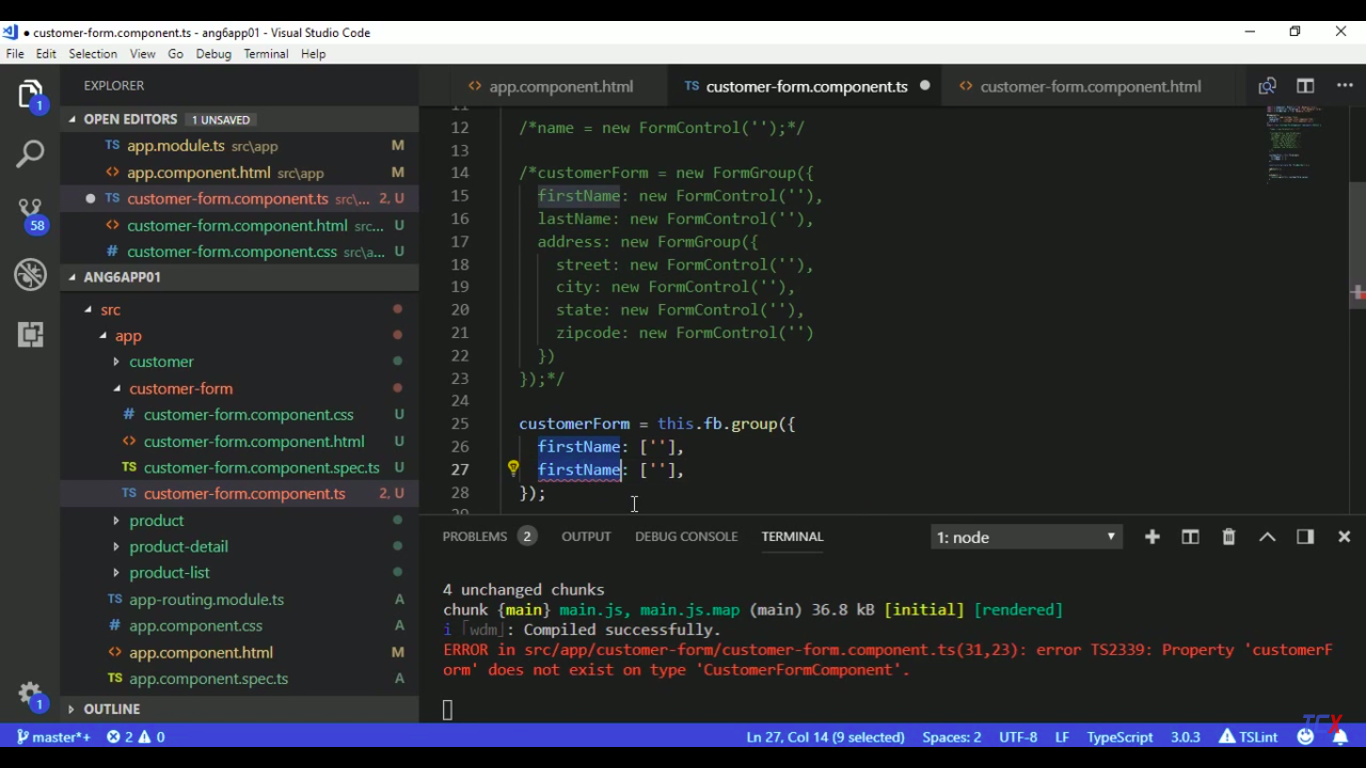 ● customer-form.component.ts - ang6app01 - Visual Studio Code
File Edit Selection View Go Debug Terminal Help
EXPLORER
OPEN EDITORS 1 UNSAVED
TS app.module.ts src\app M
<> app.component.html src\app M
● TS customer-form.component.ts src\... 2, U
<> customer-form.component.html src... U
# customer-form.component.css src\a... U
ANG6APP01
src
app
customer
customer-form
# customer-form.component.css U
<> customer-form.component.html U
TS customer-form.component.spec.ts U
TS customer-form.component.ts 2, U
product
product-detail
product-list
TS app-routing.module.ts A
# app.component.css A
<> app.component.html M
TS app.component.spec.ts A
OUTLINE
1
58
1
<> app.component.html TS customer-form.component.ts ● <> customer-form.component.html ...
11
12 /*name = new FormControl('');*/
13
14 /*customerForm = new FormGroup({
15 firstName: new FormControl(''),
16 lastName: new FormControl(''),
17 address: new FormGroup({
18 street: new FormControl(''),
19 city: new FormControl(''),
20 state: new FormControl(''),
21 zipcode: new FormControl('')
22 })
23 });*/
24
25 customerForm = this.fb.group({
26 firstName: [''],
27 firstName: [''],
28 });
29
PROBLEMS 2 OUTPUT DEBUG CONSOLE TERMINAL 1: node
4 unchanged chunks
chunk {main} main.js, main.js.map (main) 36.8 kB [initial] [rendered]
i ｢wdm｣: Compiled successfully.
ERROR in src/app/customer-form/customer-form.component.ts(31,23): error TS2339: Property 'customerF
orm' does not exist on type 'CustomerFormComponent'.
master*+ 2 0 Ln 27, Col 14 (9 selected) Spaces: 2 UTF-8 LF TypeScript 3.0.3 TSLint